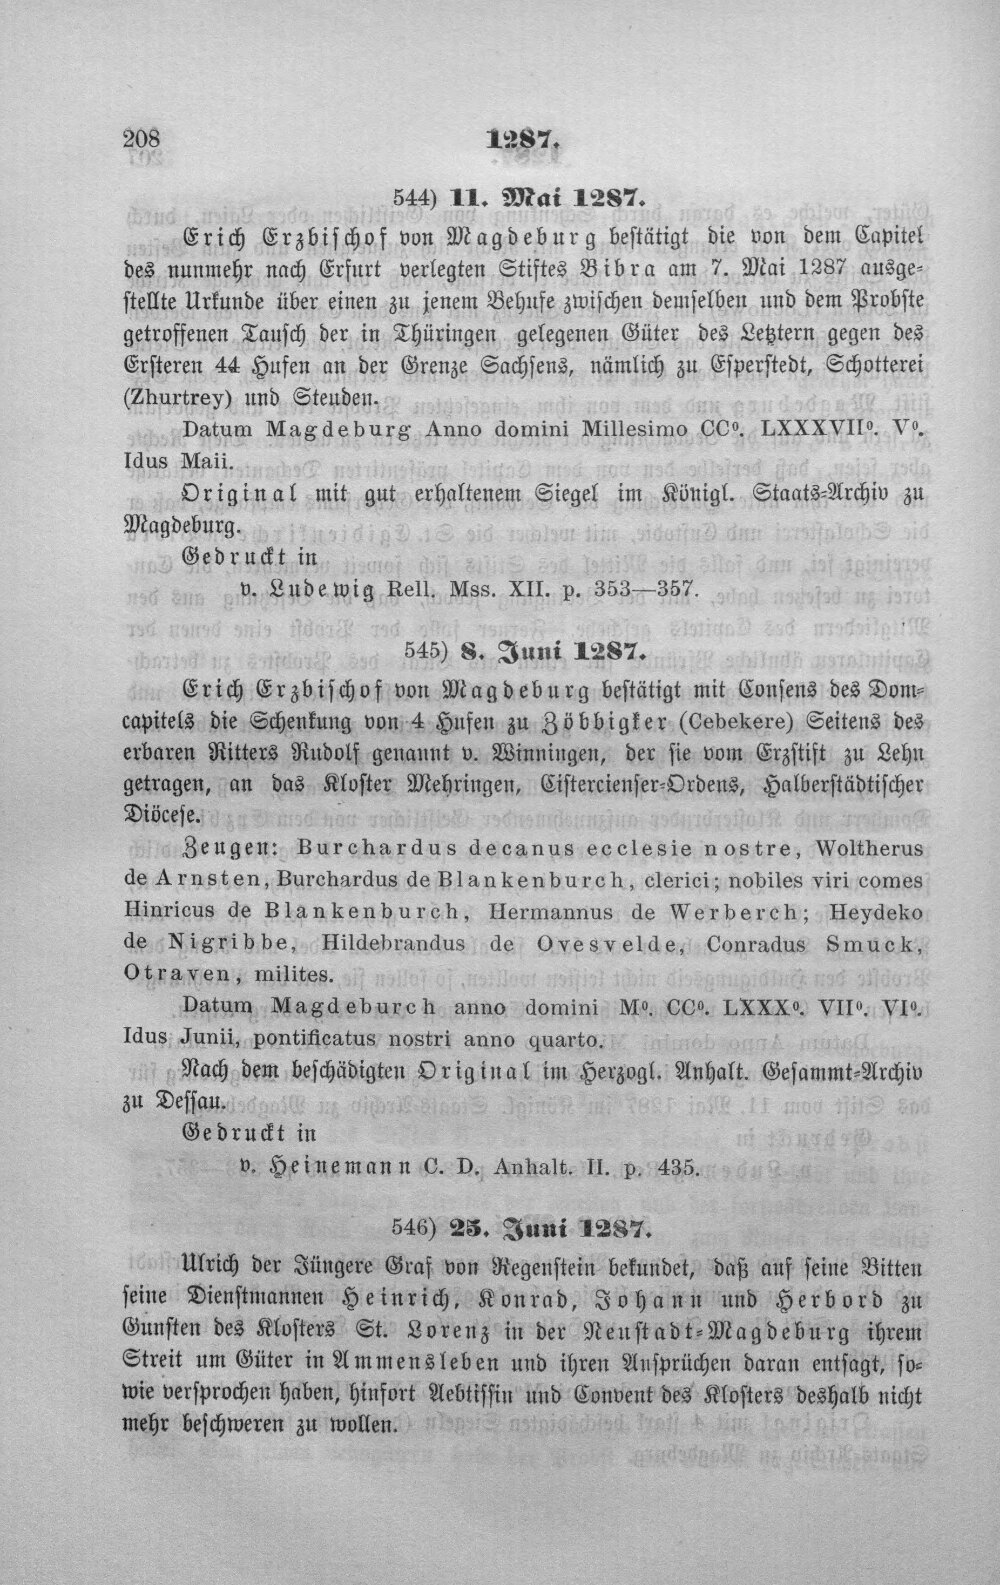 208 1287.
544) 11. Mai 1287.
Erich Erzbischof von Magdeburg bestätigt die von dem Capitel
des nunmehr nach Erfurt verlegten Stiftes Bibra am 7. Mai 1287 ausge-
stellte Urkunde über einen zu jenem Behufe zwischen demselben und dem Probste
getroffenen Tausch der in Thüringen gelegenen Güter des Letztern gegen des
Ersteren 44 Hufen an der Grenze Sachsens, nämlich zu Esperstedt, Schotterei
(Zhurtrey) und Steuden.
Datum Magdeburg Anno domini Millesimo CCº. LXXXVIIº. Vº.
Idus Maii.
Original mit gut erhaltenem Siegel im Königl. Staats-Archiv zu
Magdeburg.
Gedruckt in
v. Ludewig Rell. Mss. XII. p. 353—357.
545) 8. Juni 1287.
Erich Erzbischof von Magdeburg bestätigt mit Consens des Dom-
capitels die Schenkung von 4 Hufen zu Zöbbigker (Cebekere) Seitens des
erbaren Ritters Rudolf genannt v. Winningen, der sie vom Erzstift zu Lehn
getragen, an das Kloster Mehringen, Cistercienser-Ordens, Halberstädtischer
Diöcese.
Zeugen: Burchardus decanus ecclesie nostre, Woltherus
de Arnsten, Burchardus de Blankenburch, clerici; nobiles viri comes
Hinricus de Blankenburch, Hermannus de Werberch; Heydeko
de Nigribbe, Hildebrandus de Ovesvelde, Conradus Smuck,
Otraven, milites.
Datum Magdeburch anno domini Mº. CCº. LXXXº. VIIº. VIº.
Idus Junii, pontificatus nostri anno quarto.
Nach dem beschädigten Original im Herzogl. Anhalt. Gesammt-Archiv
zu Dessau.
Gedruckt in
v. Heinemann C. D. Anhalt. II. p. 435.
546) 25. Juni 1287.
Ulrich der Jüngere Graf von Regenstein bekundet, daß auf seine Bitten
seine Dienstmannen Heinrich, Konrad, Johann und Herbord zu
Gunsten des Klosters St. Lorenz in der Neustadt-Magdeburg ihrem
Streit um Güter in Ammensleben und ihren Ansprüchen daran entsagt, so-
wie versprochen haben, hinfort Aebtissin und Convent des Klosters deshalb nicht
mehr beschweren zu wollen.